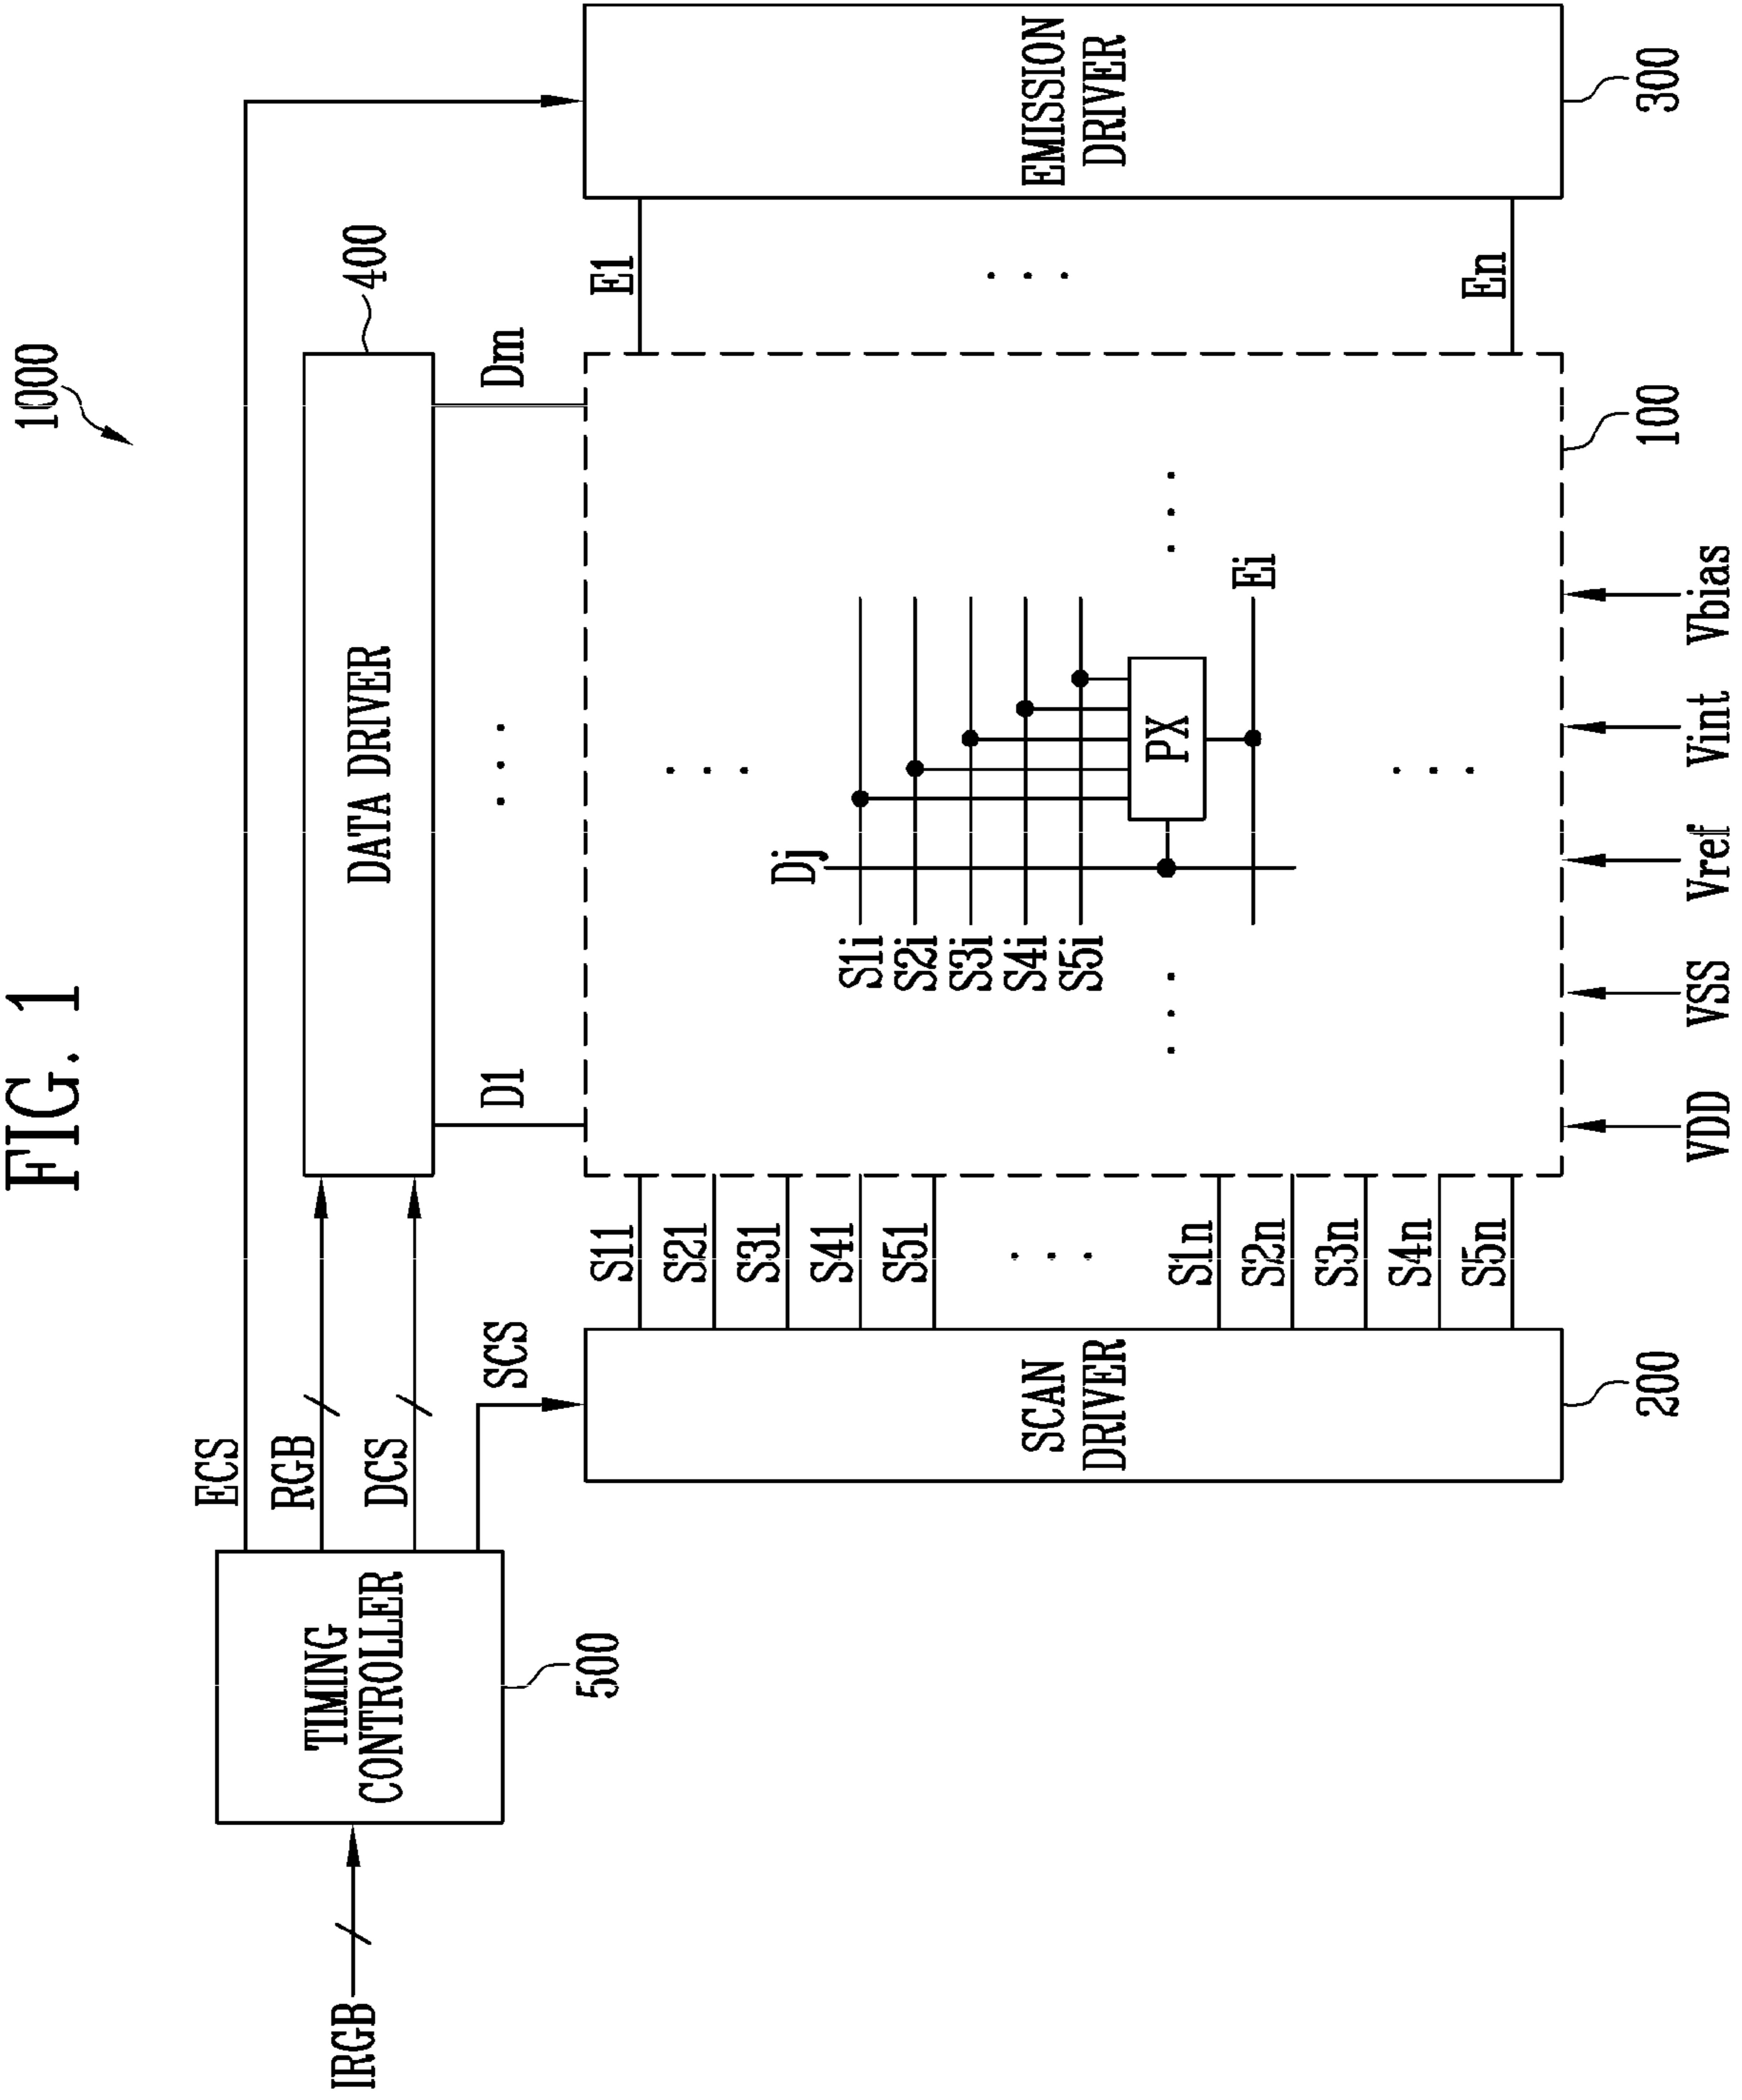 FIG. 1
1000
ECS
RGB
DCS
SCS
IRGB
TIMING
CONTROLLER
500
DATA DRIVER
400
D1
. . .
Dm
S11
S21
S31
S41
S51
. . .
S1n
S2n
S3n
S4n
S5n
SCAN
DRIVER
200
Dj
S1i
S2i
S3i
S4i
S5i
PX
Ei
E1
. . .
En
EMISSION
DRIVER
300
100
VDD
VSS
Vref
Vint
Vbias